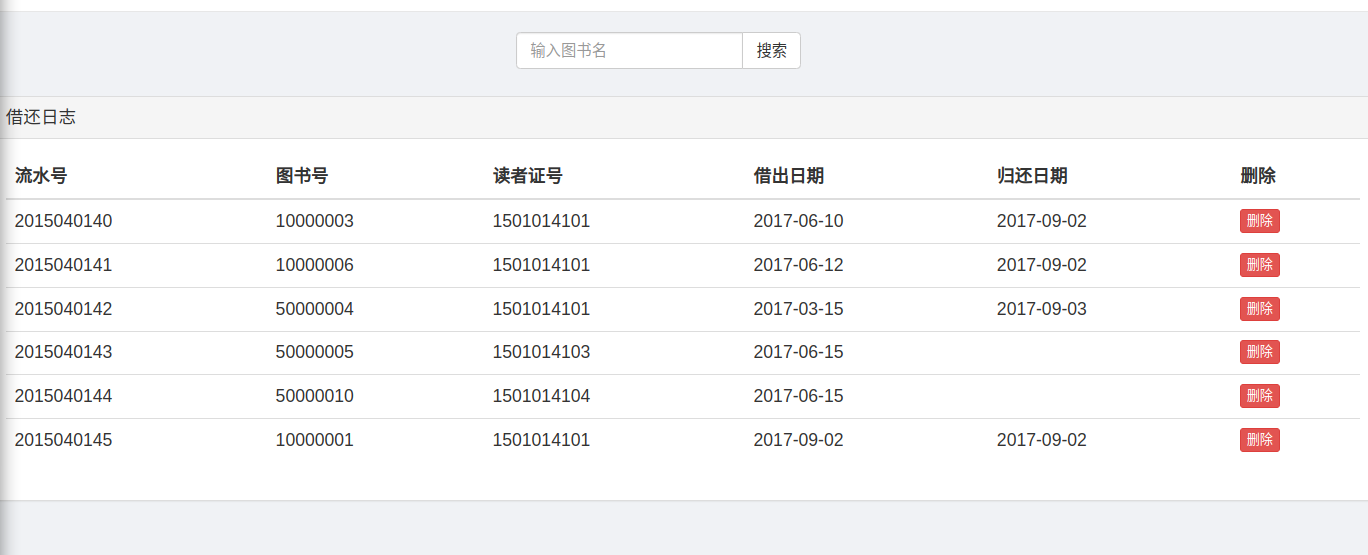 输入图书名 搜索
借还日志
流水号 图书号 读者证号 借出日期 归还日期 删除
2015040140 10000003 1501014101 2017-06-10 2017-09-02 删除
2015040141 10000006 1501014101 2017-06-12 2017-09-02 删除
2015040142 50000004 1501014101 2017-03-15 2017-09-03 删除
2015040143 50000005 1501014103 2017-06-15 删除
2015040144 50000010 1501014104 2017-06-15 删除
2015040145 10000001 1501014101 2017-09-02 2017-09-02 删除